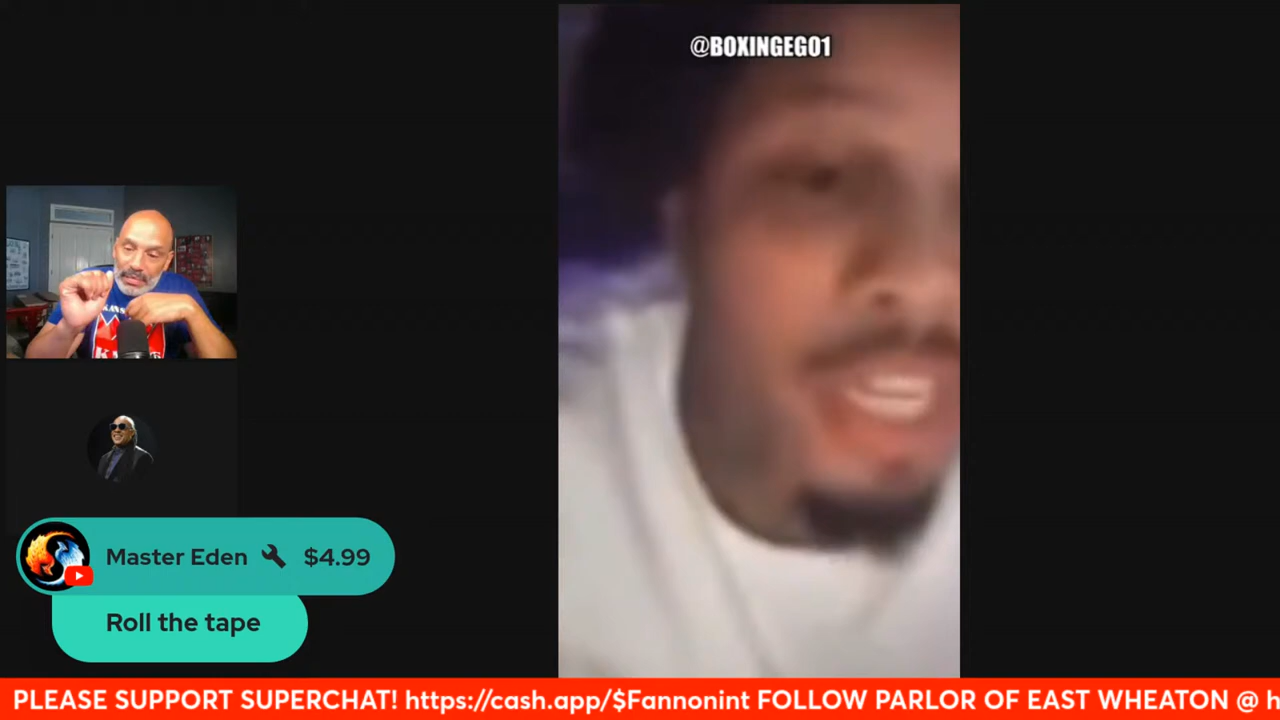 @BOXINGEGO1
Master Eden $4.99
Roll the tape
PLEASE SUPPORT SUPERCHAT! https://cash.app/$Fannonint FOLLOW PARLOR OF EAST WHEATON @ h